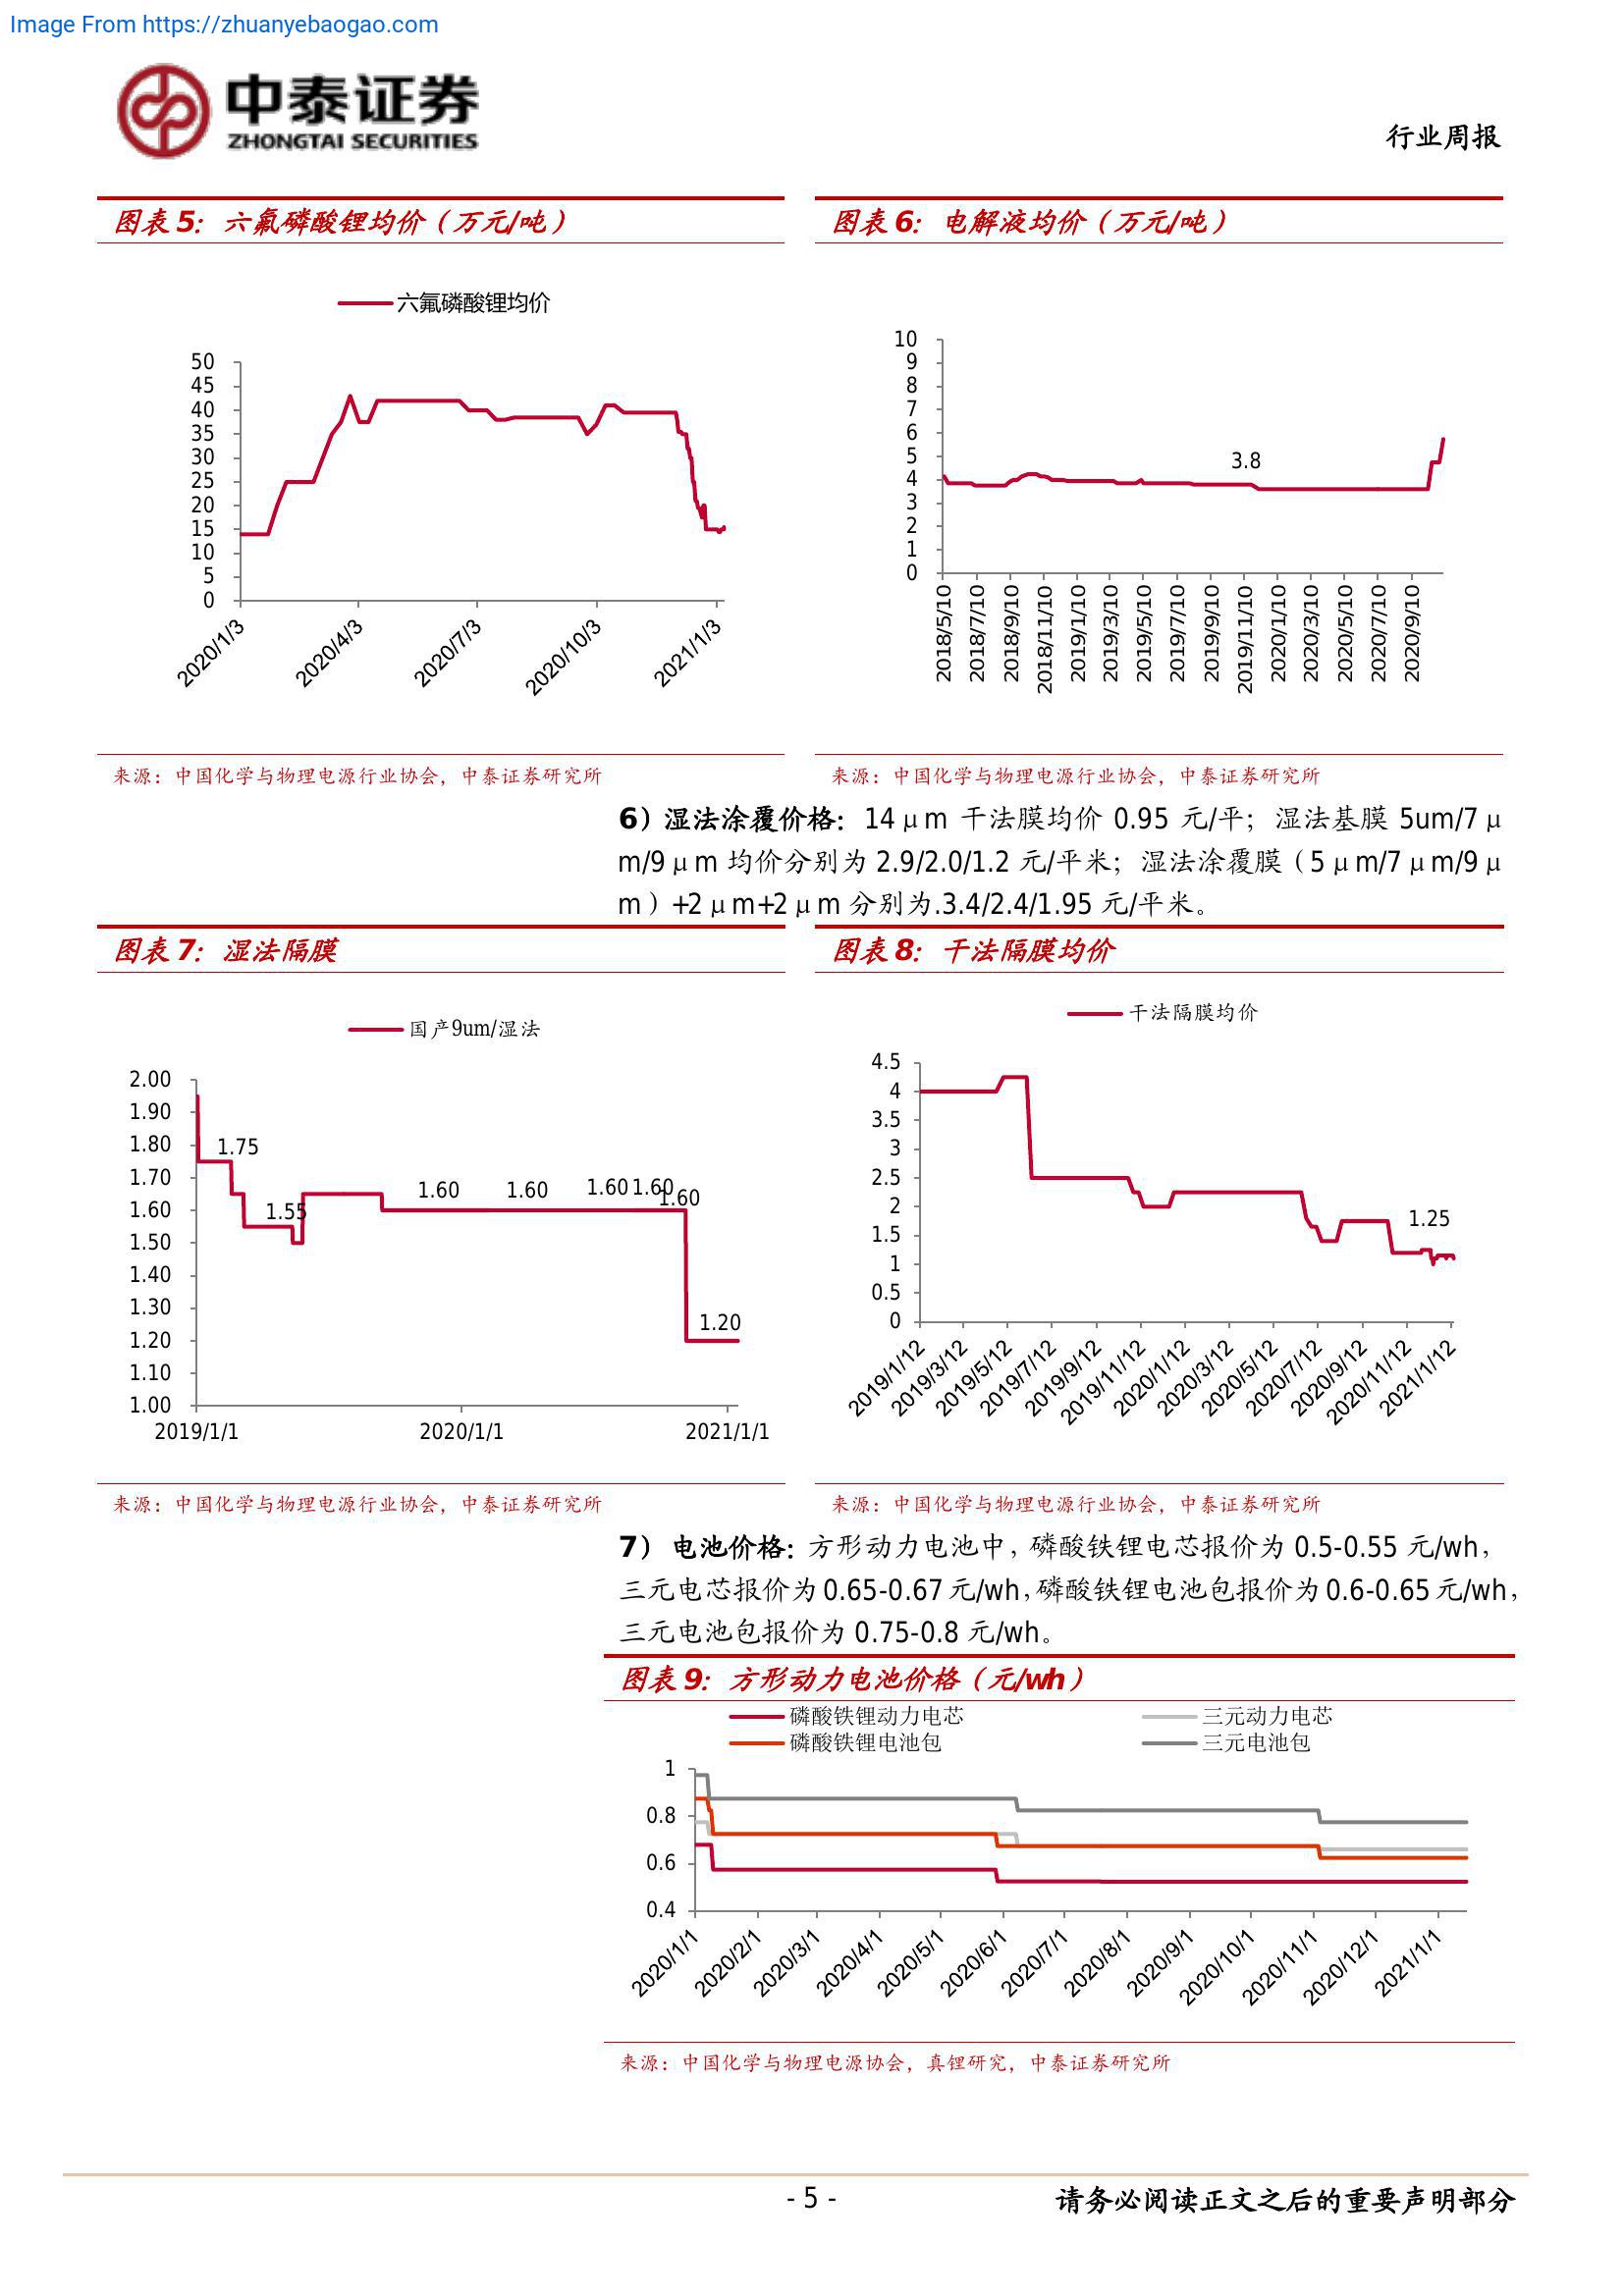 Image From https://zhuanyebaogao.com
中泰证券
ZHONGTAI SECURITIES
行业周报
图表 5：六氟磷酸锂均价（万元/吨）
六氟磷酸锂均价
50
45
40
35
30
25
20
15
10
5
0
2020/1/3 2020/4/3 2020/7/3 2020/10/3 2021/1/3
来源：中国化学与物理电源行业协会，中泰证券研究所
图表 6：电解液均价（万元/吨）
10
9
8
7
6
5
4
3
2
1
0
3.8
2018/5/10 2018/7/10 2018/9/10 2018/11/10 2019/1/10 2019/3/10 2019/5/10 2019/7/10 2019/9/10 2019/11/10 2020/1/10 2020/3/10 2020/5/10 2020/7/10 2020/9/10
来源：中国化学与物理电源行业协会，中泰证券研究所
6）湿法涂覆价格：14μm 干法膜均价 0.95 元/平；湿法基膜 5um/7μ
m/9μm 均价分别为 2.9/2.0/1.2 元/平米；湿法涂覆膜（5μm/7μm/9μ
m）+2μm+2μm 分别为.3.4/2.4/1.95 元/平米。
图表 7：湿法隔膜
国产9um/湿法
2.00
1.90
1.80
1.70
1.60
1.50
1.40
1.30
1.20
1.10
1.00
1.75
1.55
1.60 1.60 1.60 1.60 1.60
1.20
2019/1/1 2020/1/1 2021/1/1
来源：中国化学与物理电源行业协会，中泰证券研究所
图表 8：干法隔膜均价
干法隔膜均价
4.5
4
3.5
3
2.5
2
1.5
1
0.5
0
1.25
2019/1/12 2019/3/12 2019/5/12 2019/7/12 2019/9/12 2019/11/12 2020/1/12 2020/3/12 2020/5/12 2020/7/12 2020/9/12 2020/11/12 2021/1/12
来源：中国化学与物理电源行业协会，中泰证券研究所
7） 电池价格：方形动力电池中，磷酸铁锂电芯报价为 0.5-0.55 元/wh，
三元电芯报价为 0.65-0.67 元/wh，磷酸铁锂电池包报价为 0.6-0.65 元/wh，
三元电池包报价为 0.75-0.8 元/wh。
图表 9：方形动力电池价格（元/wh）
磷酸铁锂动力电芯 三元动力电芯
磷酸铁锂电池包 三元电池包
1
0.8
0.6
0.4
2020/1/1 2020/2/1 2020/3/1 2020/4/1 2020/5/1 2020/6/1 2020/7/1 2020/8/1 2020/9/1 2020/10/1 2020/11/1 2020/12/1 2021/1/1
来源：中国化学与物理电源协会，真锂研究，中泰证券研究所
- 5 -
请务必阅读正文之后的重要声明部分